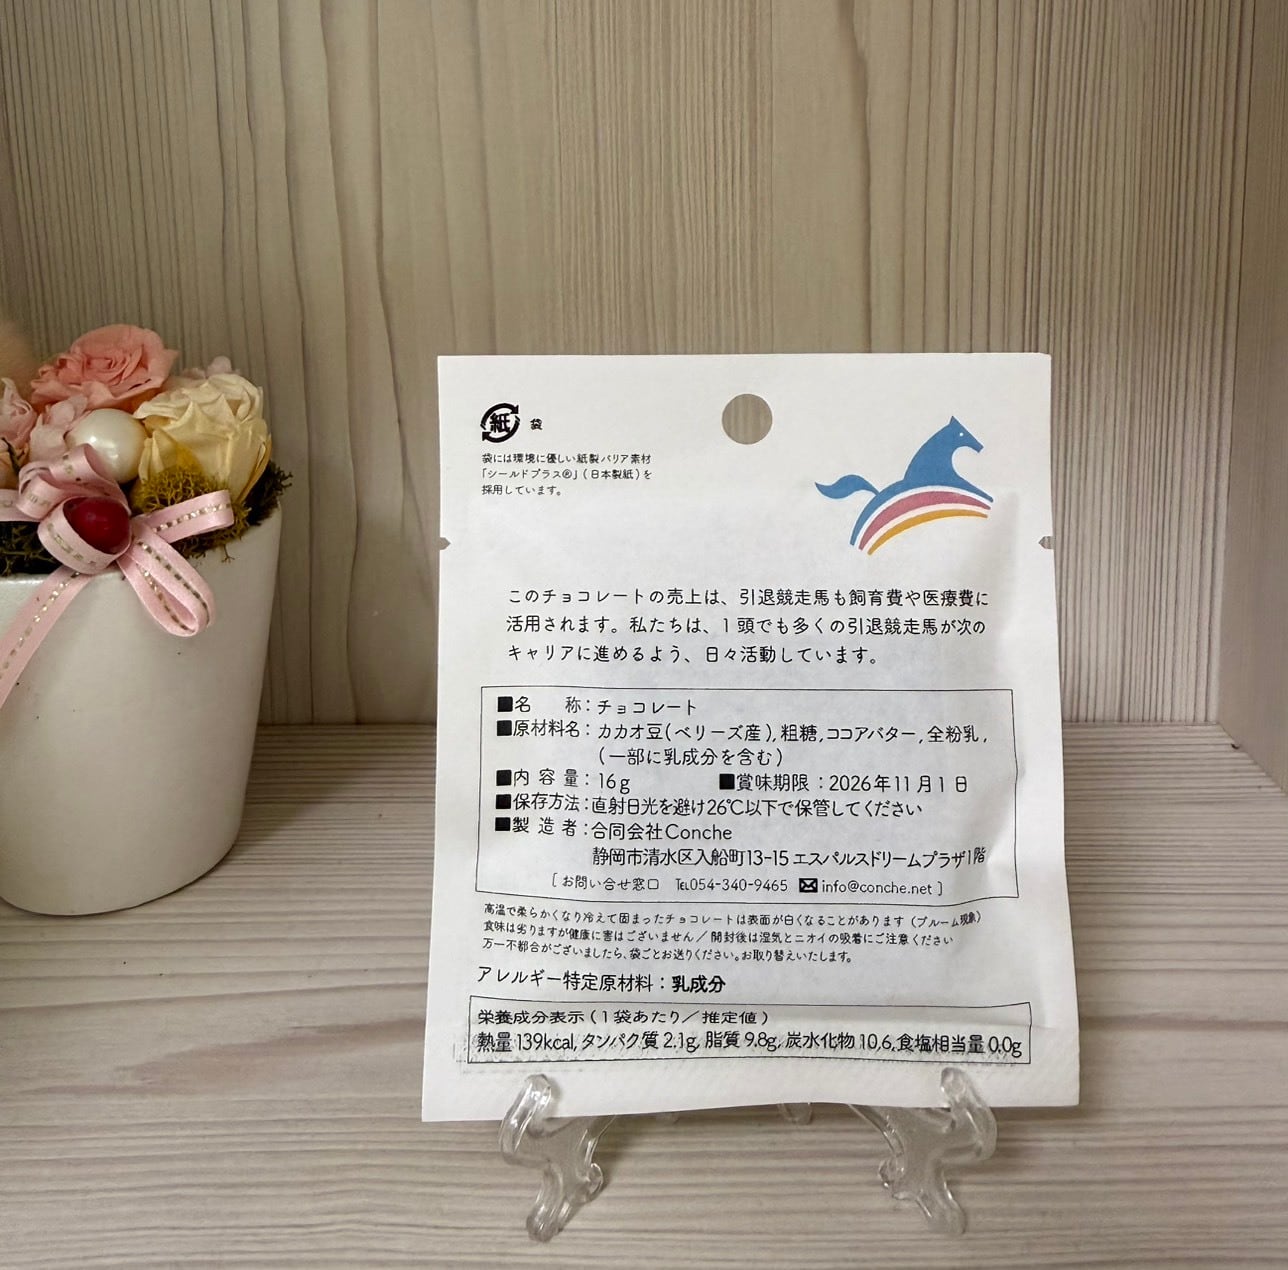 紙 袋
袋には環境に優しい紙製バリア素材
「シールドプラス®」(日本製紙)を
採用しています。
このチョコレートの売上は、引退競走馬も飼育費や医療費に
活用されます。私たちは、1頭でも多くの引退競走馬が次の
キャリアに進めるよう、日々活動しています。
■名 称：チョコレート
■原材料名：カカオ豆(ベリーズ産),粗糖,ココアバター,全粉乳,
(一部に乳成分を含む)
■内容量：16g ■賞味期限：2026年11月1日
■保存方法：直射日光を避け26℃以下で保管してください
■製造者：合同会社Conche
静岡市清水区入船町13-15 エスパルスドリームプラザ1階
[お問い合せ窓口 ℡054-340-9465 ✉info@conche.net]
高温で柔らかくなり冷えて固まったチョコレートは表面が白くなることがあります(ブルーム現象)
食味は劣りますが健康に害はございません/開封後は湿気とニオイの吸着にご注意ください
万一不都合がございましたら、袋ごとお送りください。お取り替えいたします。
アレルギー特定原材料：乳成分
栄養成分表示(1袋あたり/推定値)
熱量139kcal,タンパク質2.1g,脂質9.8g,炭水化物10.6,食塩相当量0.0g